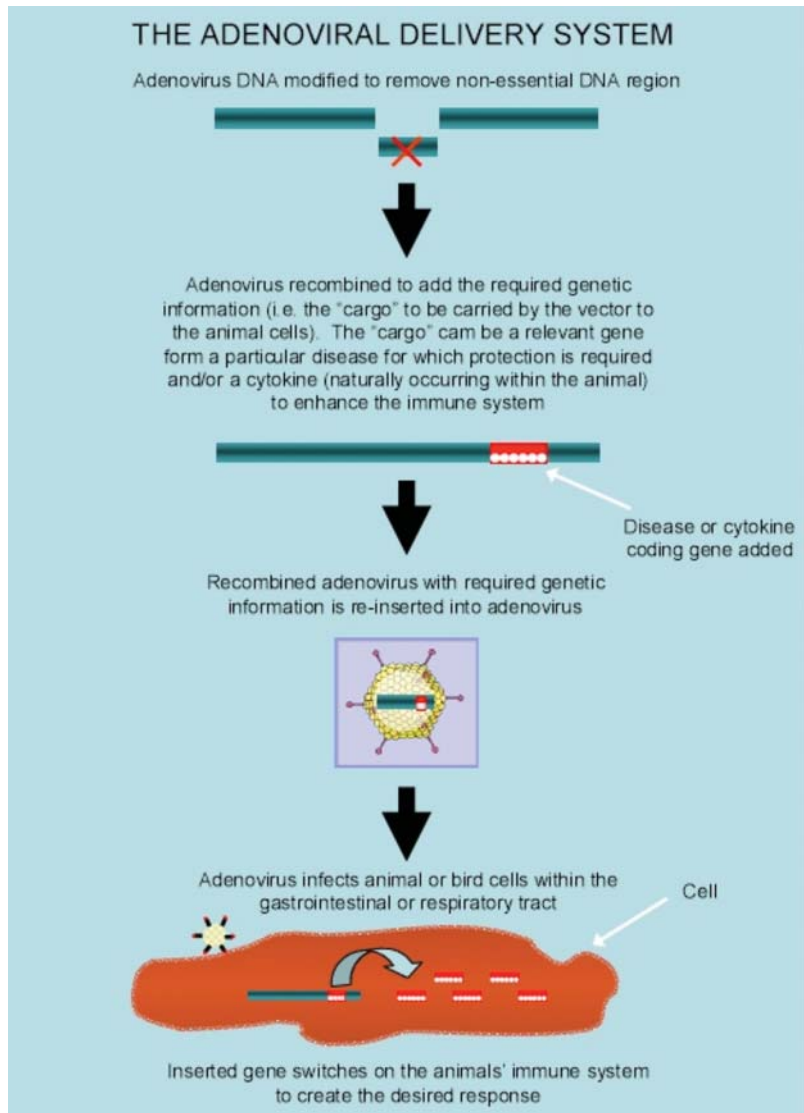 THE ADENOVIRAL DELIVERY SYSTEM
Adenovirus DNA modified to remove non-essential DNA region
Adenovirus recombined to add the required genetic
information (i.e. the "cargo" to be carried by the vector to
the animal cells). The "cargo" cam be a relevant gene
form a particular disease for which protection is required
and/or a cytokine (naturally occurring within the animal)
to enhance the immune system
Disease or cytokine
coding gene added
Recombined adenovirus with required genetic
information is re-inserted into adenovirus
Adenovirus infects animal or bird cells within the
gastrointestinal or respiratory tract
Cell
Inserted gene switches on the animals' immune system
to create the desired response